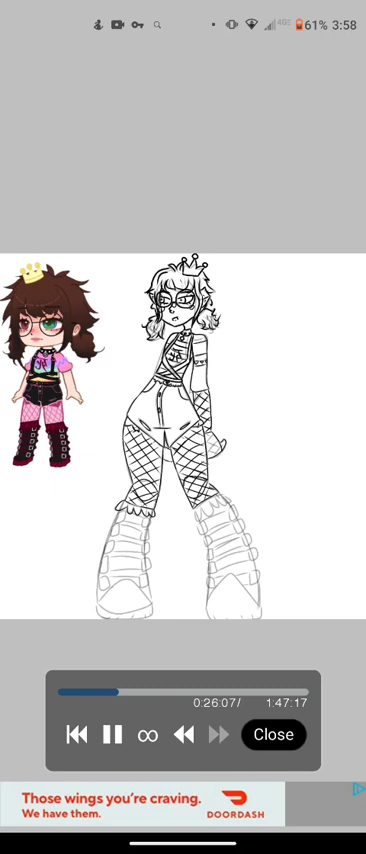 4GE 61% 3:58
0:26:07/ 1:47:17
Close
Those wings you're craving.
We have them.
DOORDASH